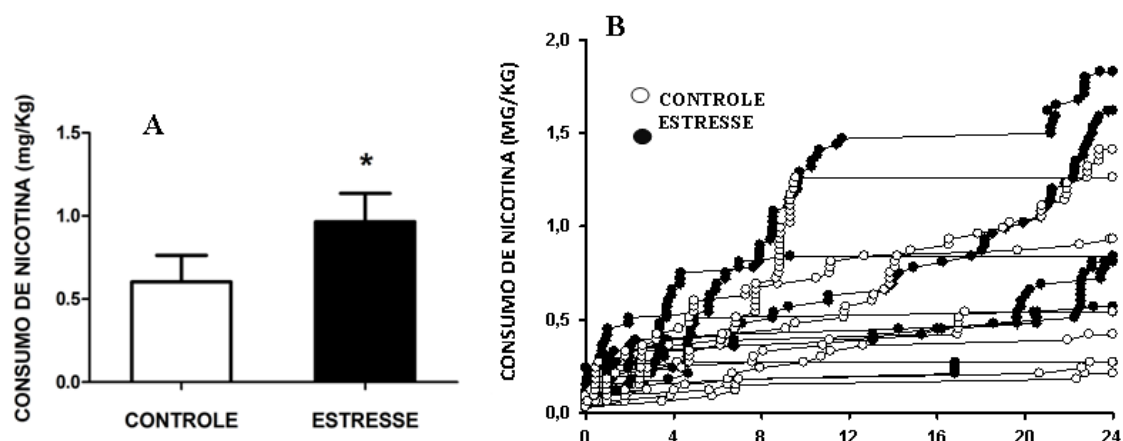 A
CONSUMO DE NICOTINA (mg/Kg)
1.5
1.0
0.5
0.0
*
CONTROLE
ESTRESSE
B
CONSUMO DE NICOTINA (MG/KG)
2,0
1,5
1,0
0,5
0,0
CONTROLE
ESTRESSE
0 4 8 12 16 20 24